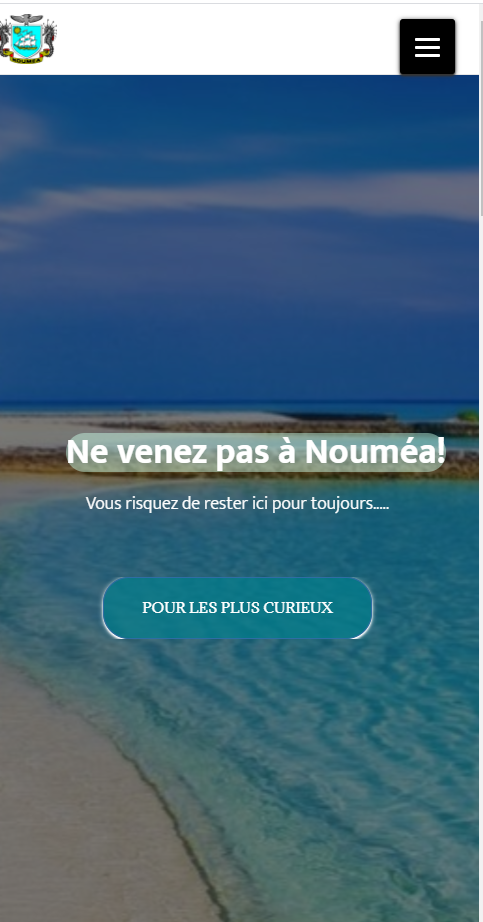 NOUMÉA
Ne venez pas à Nouméa!
Vous risquez de rester ici pour toujours.....
POUR LES PLUS CURIEUX